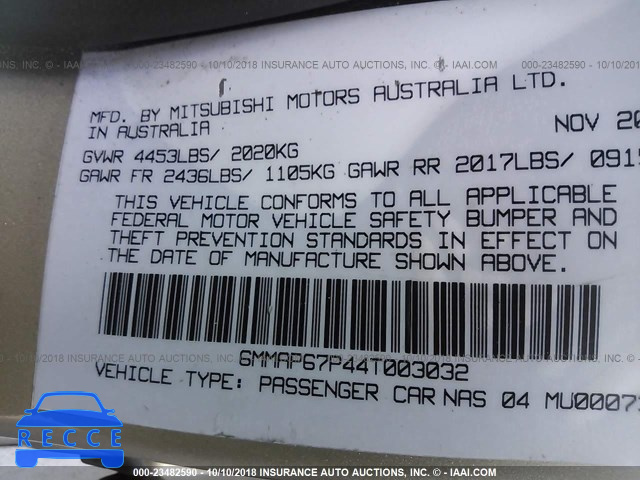 000-23482590 - 10/10/2018 INSURANCE AUTO AUCTIONS, INC. - © IAAI.COM
MFD. BY MITSUBISHI MOTORS AUSTRALIA LTD.
IN AUSTRALIA
NOV 20
GVWR 4453LBS/ 2020KG
GAWR FR 2436LBS/ 1105KG GAWR RR 2017LBS/ 0915
THIS VEHICLE CONFORMS TO ALL APPLICABLE
FEDERAL MOTOR VEHICLE SAFETY BUMPER AND
THEFT PREVENTION STANDARDS IN EFFECT ON
THE DATE OF MANUFACTURE SHOWN ABOVE.
6MMAP67P44T003032
VEHICLE TYPE: PASSENGER CAR NAS 04 MU0007
RECCE
000-23482590 - 10/10/2018 INSURANCE AUTO AUCTIONS, INC. - © IAAI.COM